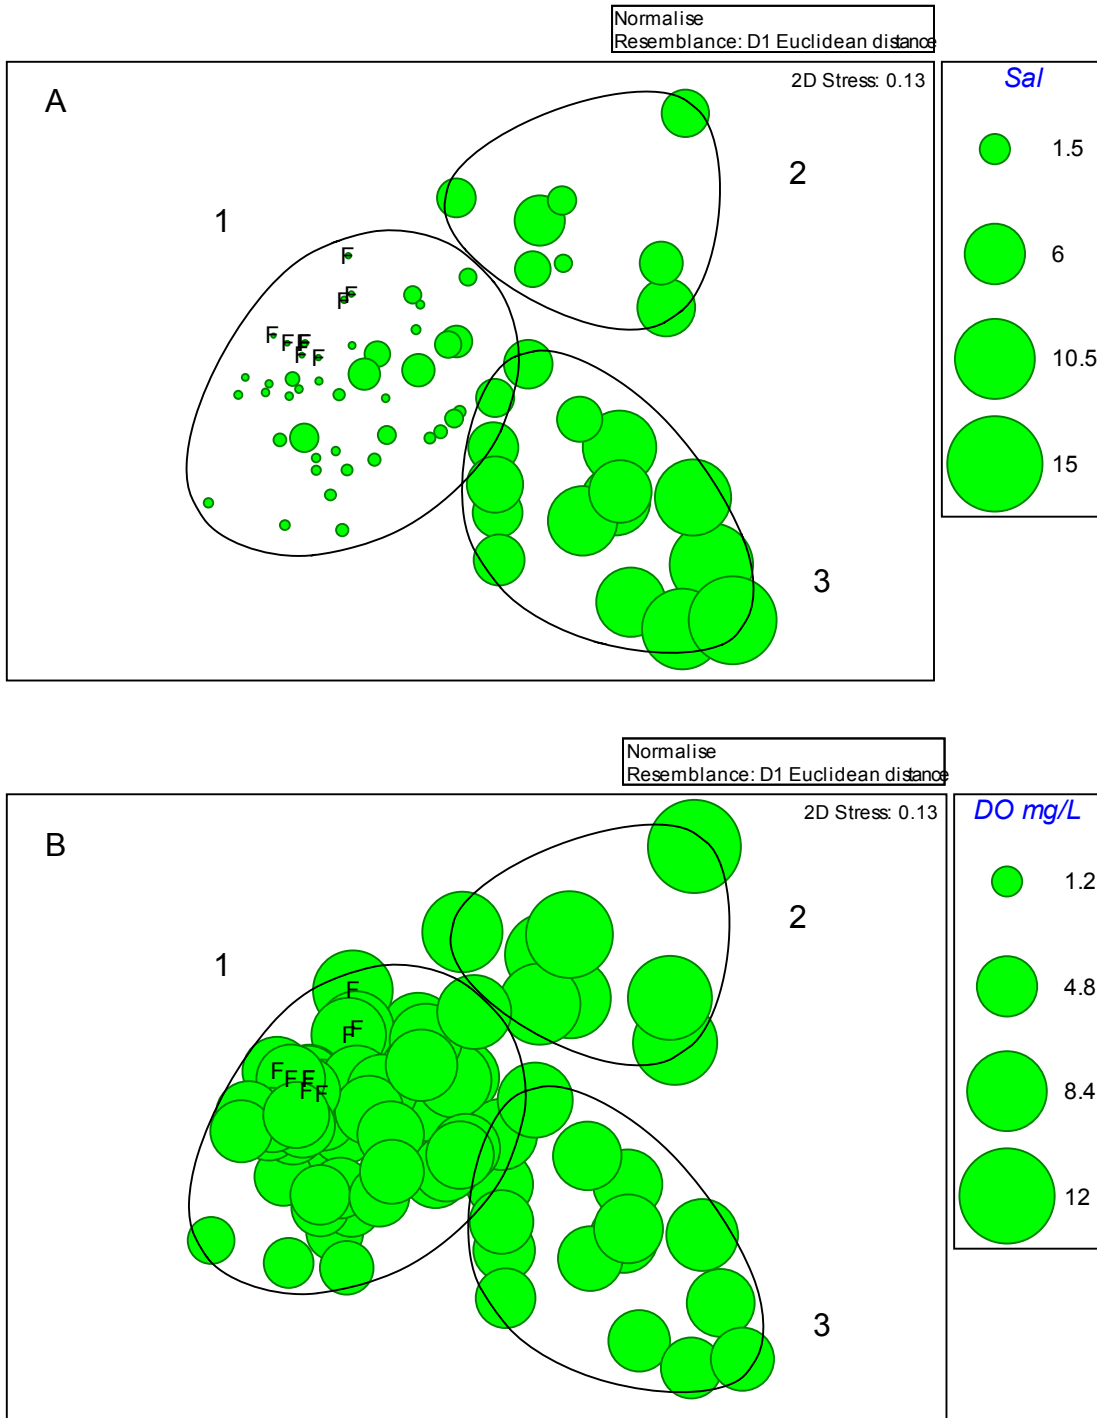 Normalise
Resemblance: D1 Euclidean distance
2D Stress: 0.13
A
Sal
1
2
3
F
F F
F F F F
F F
1.5
6
10.5
15
Normalise
Resemblance: D1 Euclidean distance
2D Stress: 0.13
B
DO mg/L
1
2
3
F
F F
F F F F
F F
1.2
4.8
8.4
12